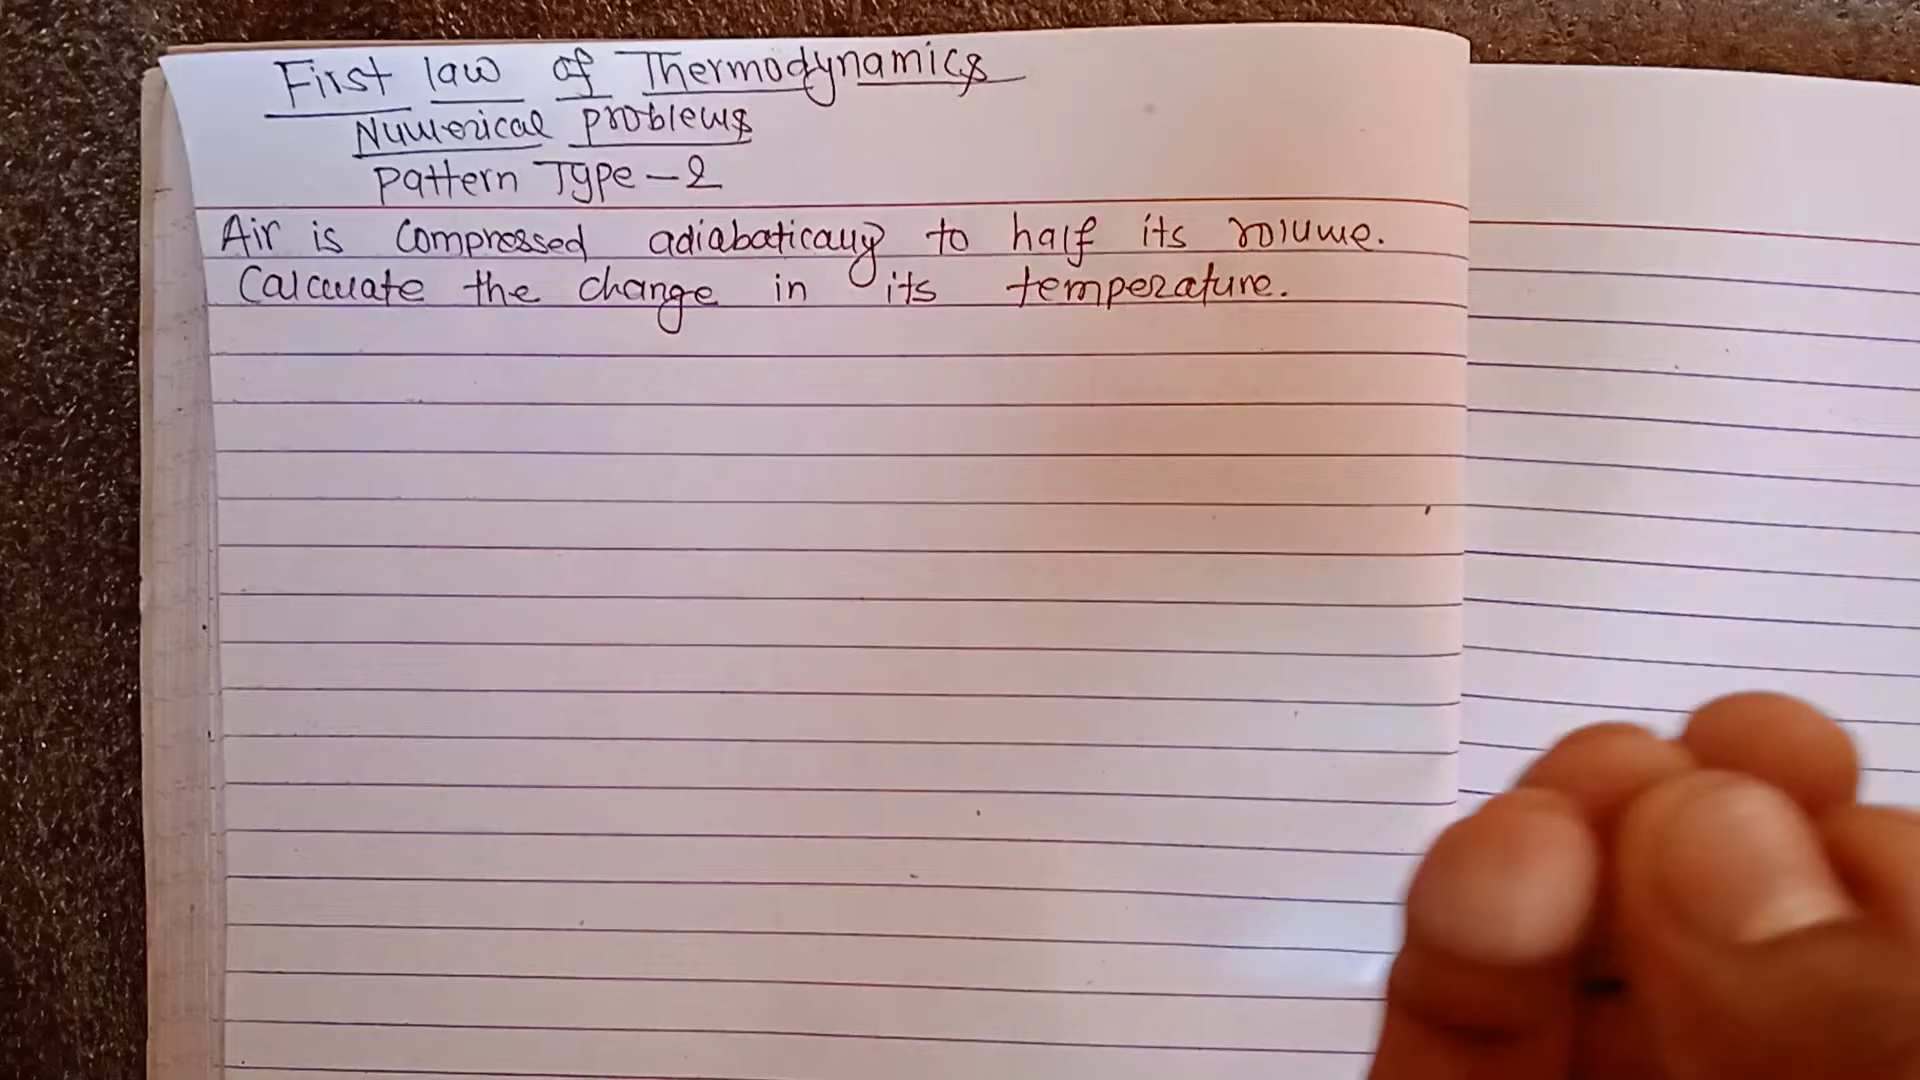 First law of Thermodynamics
Numerical problems
Pattern Type-2
Air is compressed adiabatically to half its volume.
Calculate the change in its temperature.